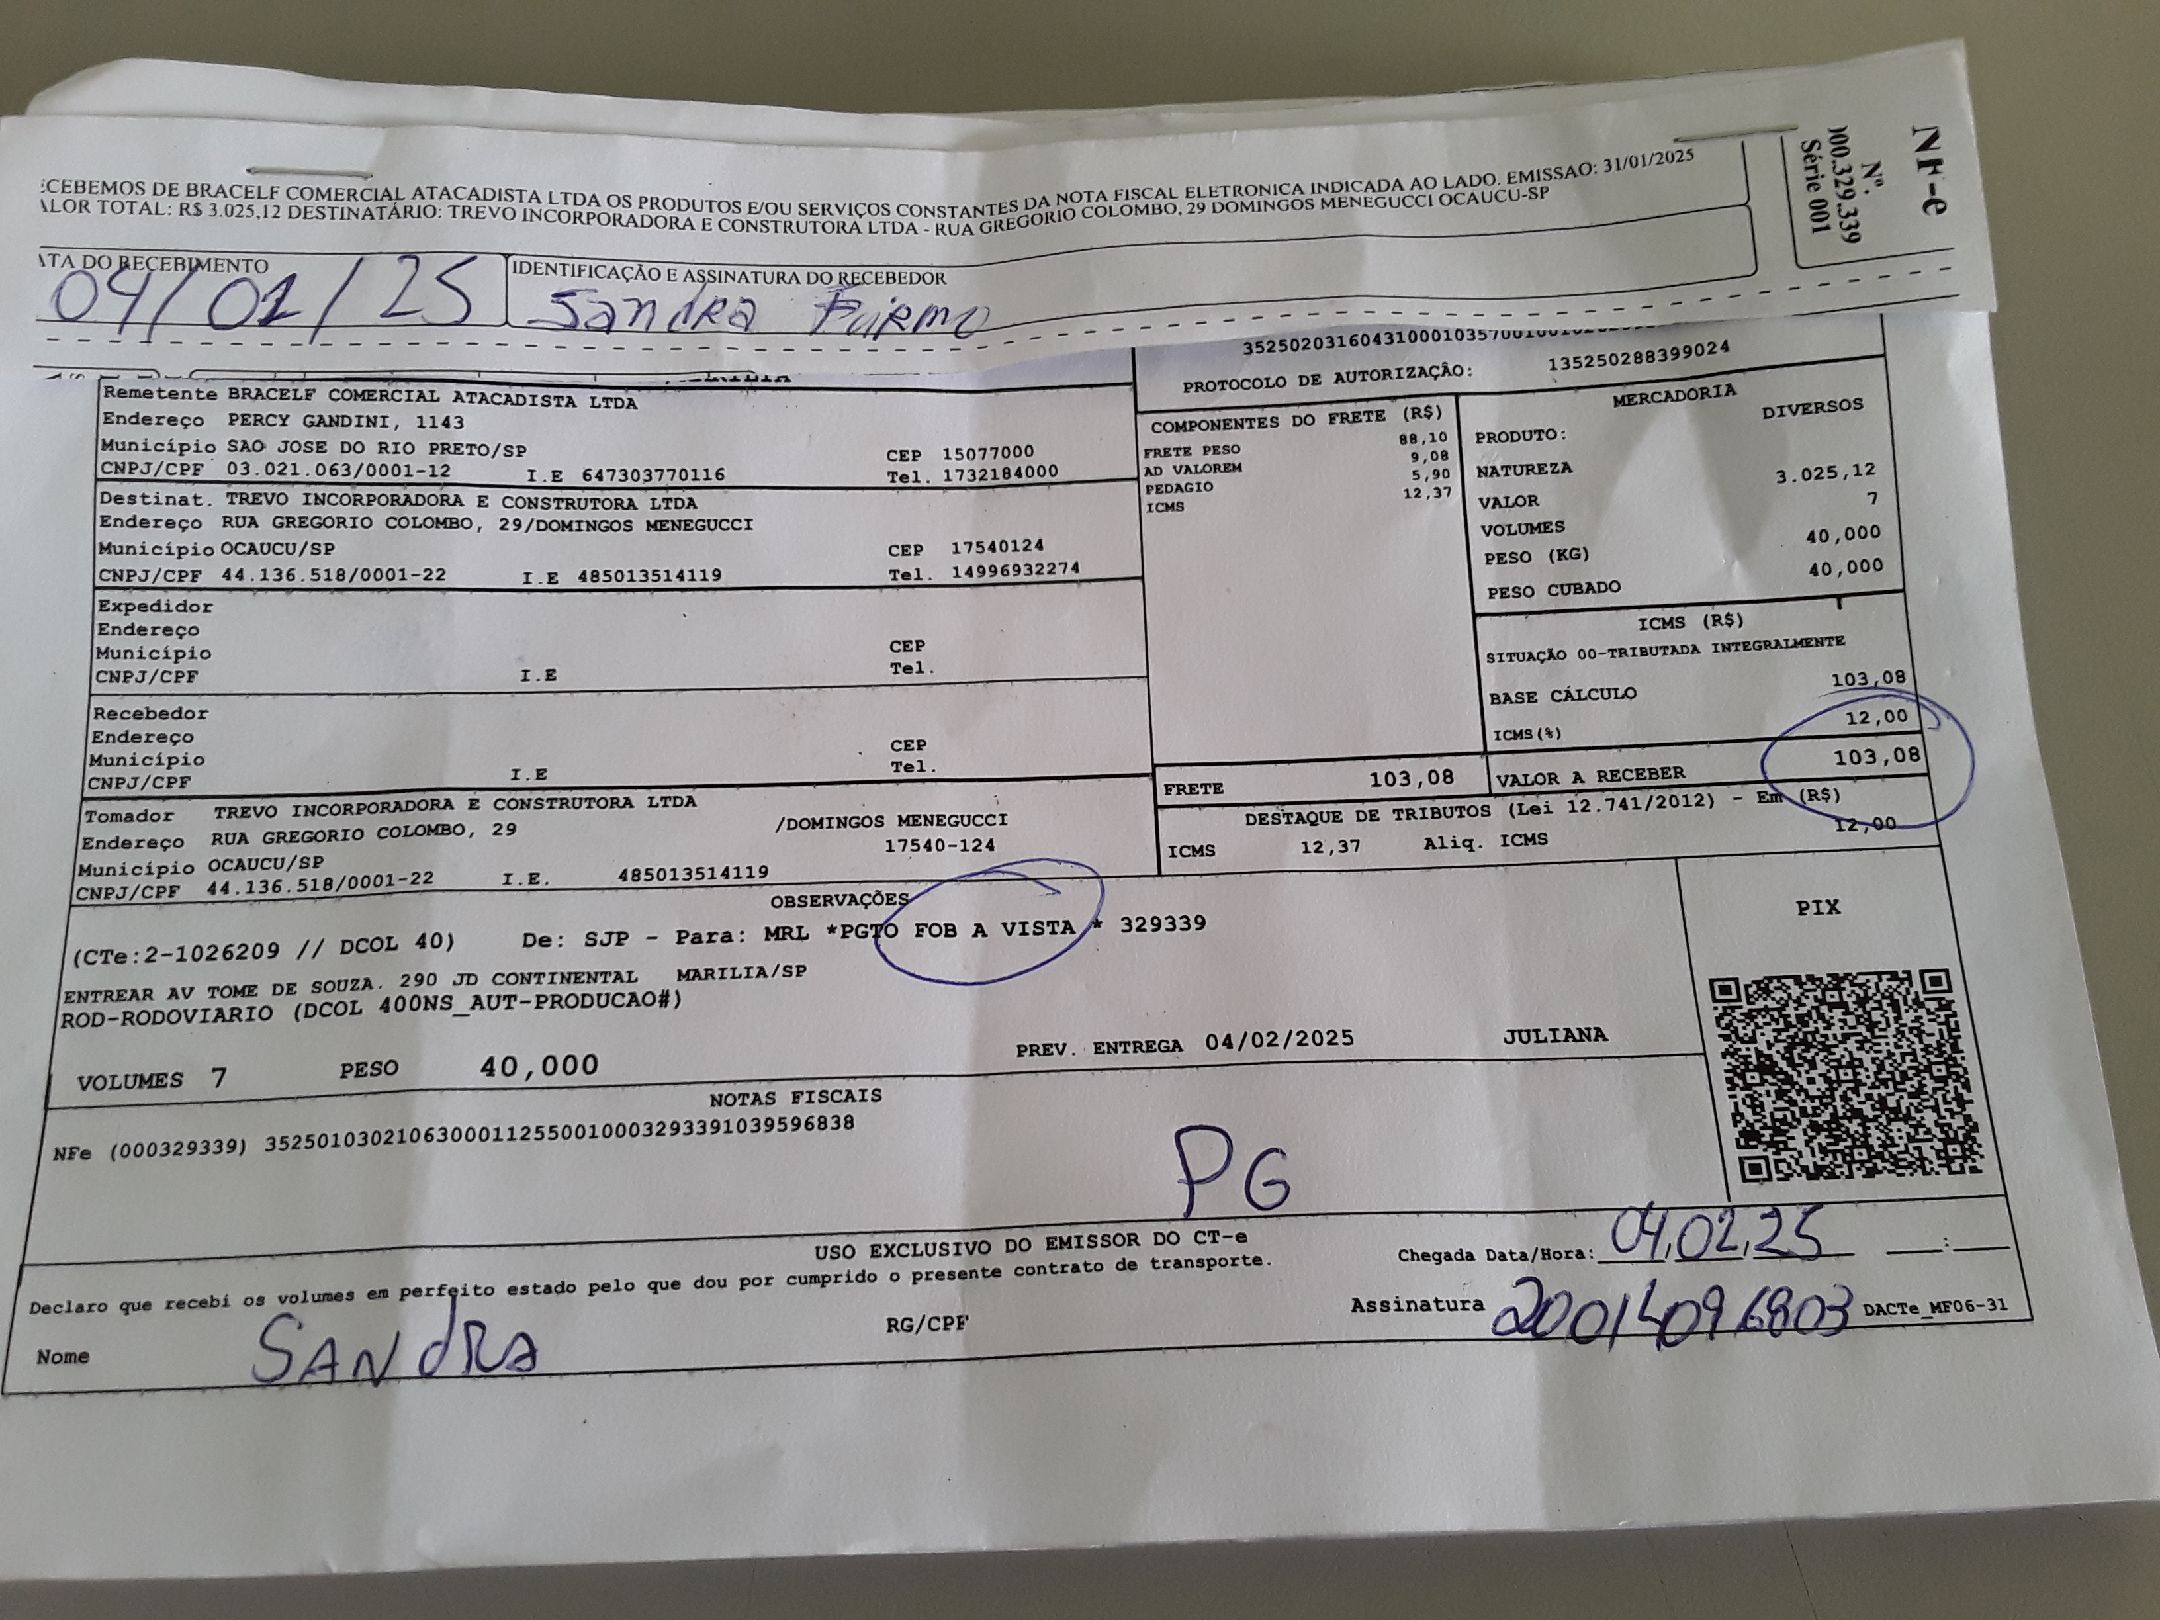 ECEBEMOS DE BRACELF COMERCIAL ATACADISTA LTDA OS PRODUTOS E/OU SERVIÇOS CONSTANTES DA NOTA FISCAL ELETRONICA INDICADA AO LADO. EMISSAO: 31/01/2025
ALOR TOTAL: R$ 3.025,12 DESTINATÁRIO: TREVO INCORPORADORA E CONSTRUTORA LTDA - RUA GREGORIO COLOMBO, 29 DOMINGOS MENEGUCCI OCAUCU-SP
NF-e
Nº.
000.329.339
Série 001
ATA DO RECEBIMENTO
04/02/25
IDENTIFICAÇÃO E ASSINATURA DO RECEBEDOR
Sandra
PROTOCOLO DE AUTORIZAÇÃO: 135250288399024
Remetente BRACELF COMERCIAL ATACADISTA LTDA
Endereço PERCY GANDINI, 1143
Município SAO JOSE DO RIO PRETO/SP CEP 15077000
CNPJ/CPF 03.021.063/0001-12 I.E 647303770116 Tel. 1732184000
Destinat. TREVO INCORPORADORA E CONSTRUTORA LTDA
Endereço RUA GREGORIO COLOMBO, 29/DOMINGOS MENEGUCCI
Município OCAUCU/SP CEP 17540124
CNPJ/CPF 44.136.518/0001-22 I.E 485013514119 Tel. 14996932274
Expedidor
Endereço
Município CEP
CNPJ/CPF I.E Tel.
Recebedor
Endereço
Município CEP
CNPJ/CPF I.E Tel.
Tomador TREVO INCORPORADORA E CONSTRUTORA LTDA
Endereço RUA GREGORIO COLOMBO, 29 /DOMINGOS MENEGUCCI
Município OCAUCU/SP 17540-124
CNPJ/CPF 44.136.518/0001-22 I.E. 485013514119
COMPONENTES DO FRETE (R$)
FRETE PESO 88,10
AD VALOREM 9,08
PEDAGIO 5,90
ICMS 12,37
MERCADORIA
PRODUTO: DIVERSOS
NATUREZA
VALOR 3.025,12
VOLUMES 7
PESO (KG) 40,000
PESO CUBADO 40,000
ICMS (R$)
SITUAÇÃO 00-TRIBUTADA INTEGRALMENTE
BASE CÁLCULO 103,08
ICMS(%) 12,00
FRETE 103,08 VALOR A RECEBER 103,08
DESTAQUE DE TRIBUTOS (Lei 12.741/2012) - Em (R$)
ICMS 12,37 Aliq. ICMS 12,00
OBSERVAÇÕES
(CTe:2-1026209 // DCOL 40) De: SJP - Para: MRL *PGTO FOB A VISTA * 329339
ENTREAR AV TOME DE SOUZA. 290 JD CONTINENTAL MARILIA/SP
ROD-RODOVIARIO (DCOL 400NS_AUT-PRODUCAO#)
VOLUMES 7 PESO 40,000 PREV. ENTREGA 04/02/2025 JULIANA
PIX
NOTAS FISCAIS
NFe (000329339) 35250103021063000112550010003293391039596838
PG
USO EXCLUSIVO DO EMISSOR DO CT-e
Declaro que recebi os volumes em perfeito estado pelo que dou por cumprido o presente contrato de transporte.
Chegada Data/Hora: 04.02.25 :
Nome SANdRA RG/CPF Assinatura DACTe_MF06-31